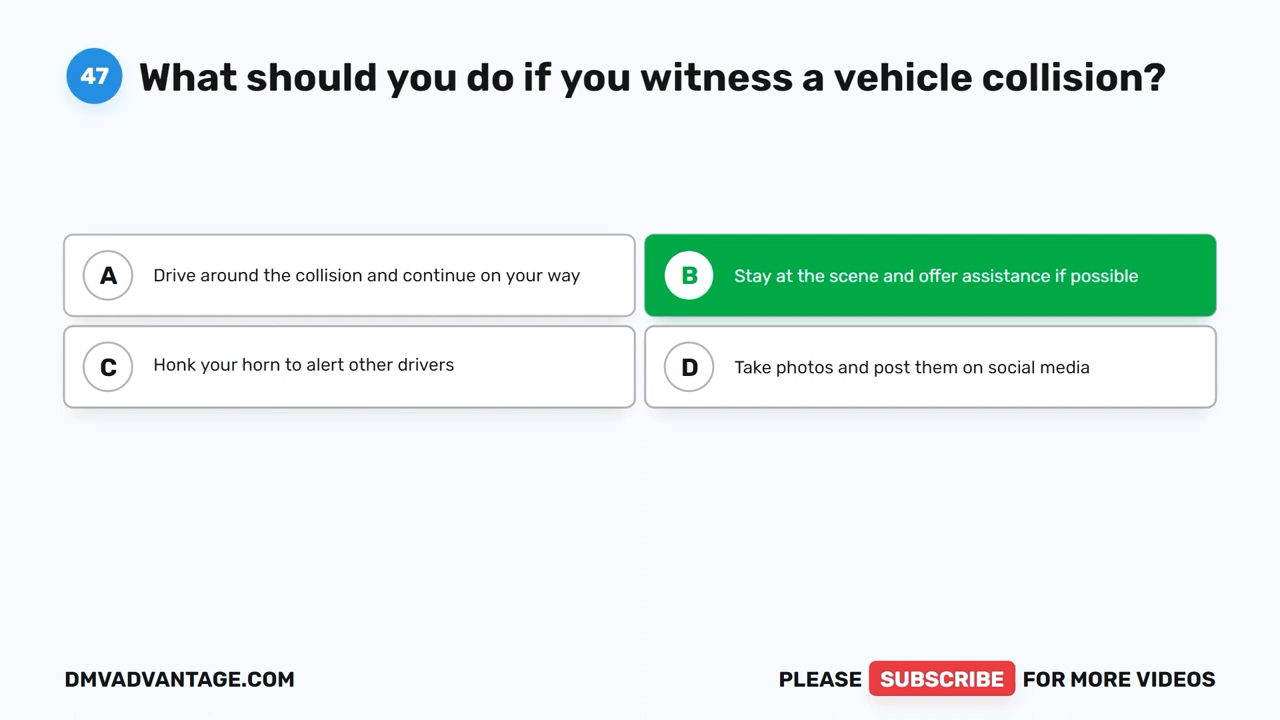 47 What should you do if you witness a vehicle collision?
A Drive around the collision and continue on your way
B Stay at the scene and offer assistance if possible
C Honk your horn to alert other drivers
D Take photos and post them on social media
DMVADVANTAGE.COM
PLEASE SUBSCRIBE FOR MORE VIDEOS